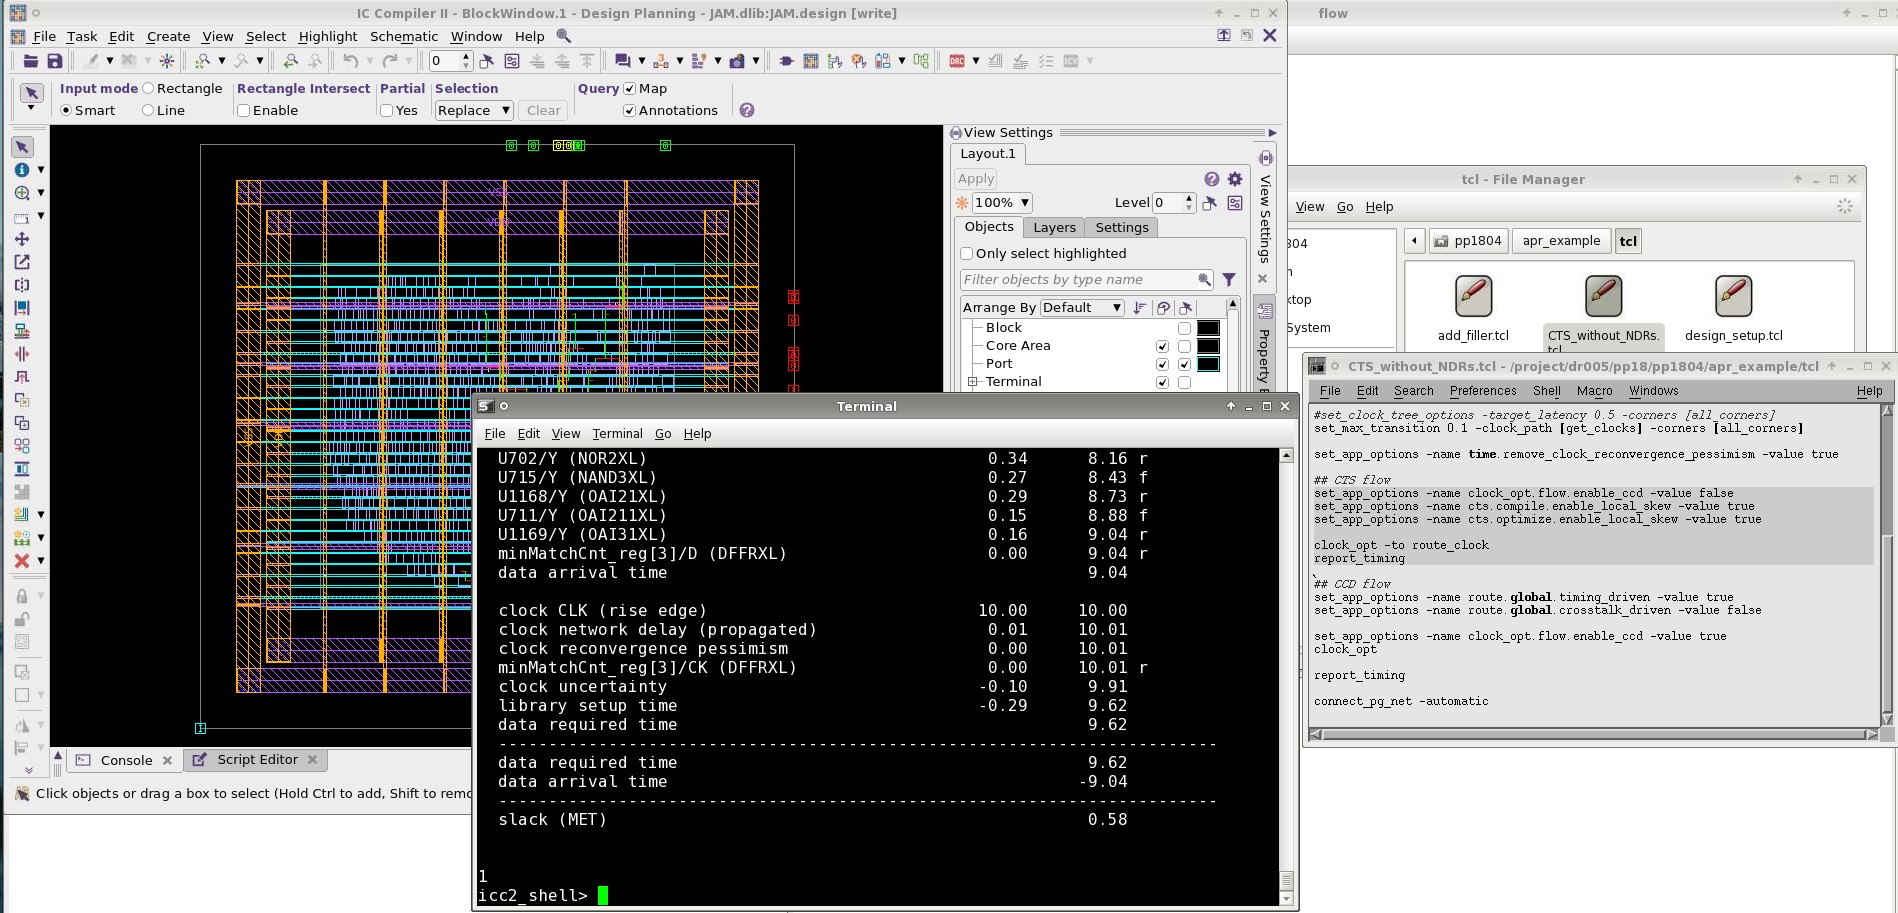 IC Compiler II - BlockWindow.1 - Design Planning - JAM.dlib:JAM.design [write]
flow
File Task Edit Create View Select Highlight Schematic Window Help
0
DRC
Input mode Rectangle Rectangle Intersect Partial Selection Query Map
Smart Line Enable Yes Replace Clear Annotations
View Settings
Layout.1
Apply
100% Level 0
Objects Layers Settings
Only select highlighted
Filter objects by type name
Arrange By Default
Block
Core Area
Port
Terminal
View Settings
Property E
Console Script Editor
Click objects or drag a box to select (Hold Ctrl to add, Shift to remo
tcl - File Manager
View Go Help
pp1804 apr_example tcl
add_filler.tcl CTS_without_NDRs. design_setup.tcl
System
Terminal
File Edit View Terminal Go Help
U702/Y (NOR2XL) 0.34 8.16 r
U715/Y (NAND3XL) 0.27 8.43 f
U1168/Y (OAI21XL) 0.29 8.73 r
U711/Y (OAI211XL) 0.15 8.88 f
U1169/Y (OAI31XL) 0.16 9.04 r
minMatchCnt_reg[3]/D (DFFRXL) 0.00 9.04 r
data arrival time 9.04
clock CLK (rise edge) 10.00 10.00
clock network delay (propagated) 0.01 10.01
clock reconvergence pessimism 0.00 10.01
minMatchCnt_reg[3]/CK (DFFRXL) 0.00 10.01 r
clock uncertainty -0.10 9.91
library setup time -0.29 9.62
data required time 9.62
------------------------------------------------------------------------
data required time 9.62
data arrival time -9.04
------------------------------------------------------------------------
slack (MET) 0.58
1
icc2_shell>
CTS_without_NDRs.tcl - /project/dr005/pp18/pp1804/apr_example/tcl
File Edit Search Preferences Shell Macro Windows Help
#set_clock_tree_options -target_latency 0.5 -corners [all_corners]
set_max_transition 0.1 -clock_path [get_clocks] -corners [all_corners]
set_app_options -name time.remove_clock_reconvergence_pessimism -value true
## CTS flow
set_app_options -name clock_opt.flow.enable_ccd -value false
set_app_options -name cts.compile.enable_local_skew -value true
set_app_options -name cts.optimize.enable_local_skew -value true
clock_opt -to route_clock
report_timing
## CCD flow
set_app_options -name route.global.timing_driven -value true
set_app_options -name route.global.crosstalk_driven -value false
set_app_options -name clock_opt.flow.enable_ccd -value true
clock_opt
report_timing
connect_pg_net -automatic